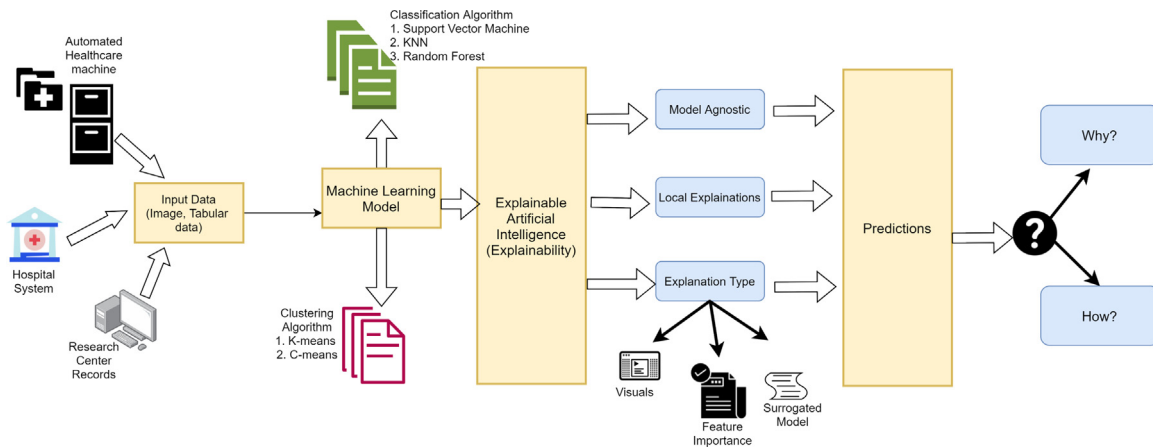 Automated
Healthcare
machine
Hospital
System
Research
Center
Records
Input Data
(Image, Tabular
data)
Classification Algorithm
1. Support Vector Machine
2. KNN
3. Random Forest
Machine Learning
Model
Clustering
Algorithm
1. K-means
2. C-means
Explainable
Artificial
Intelligence
(Explainability)
Model Agnostic
Local Explainations
Explanation Type
Visuals
Feature
Importance
Surrogated
Model
Predictions
?
Why?
How?